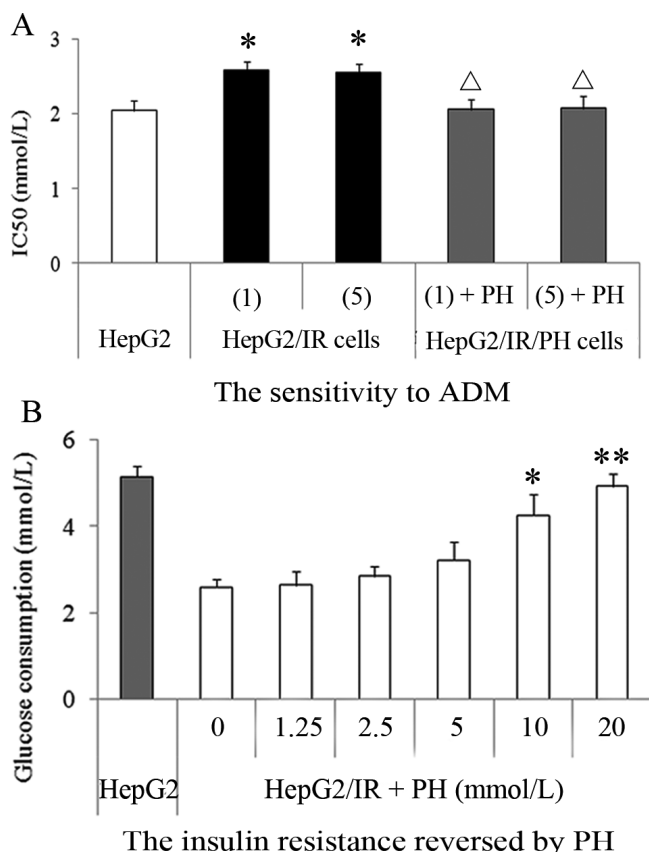 A
IC50 (mmol/L)
3
2
1
0
* * △ △
(1) (5) (1) + PH (5) + PH
HepG2 HepG2/IR cells HepG2/IR/PH cells
The sensitivity to ADM
B
Glucose consumption (mmol/L)
6
4
2
0
* **
0 1.25 2.5 5 10 20
HepG2 HepG2/IR + PH (mmol/L)
The insulin resistance reversed by PH